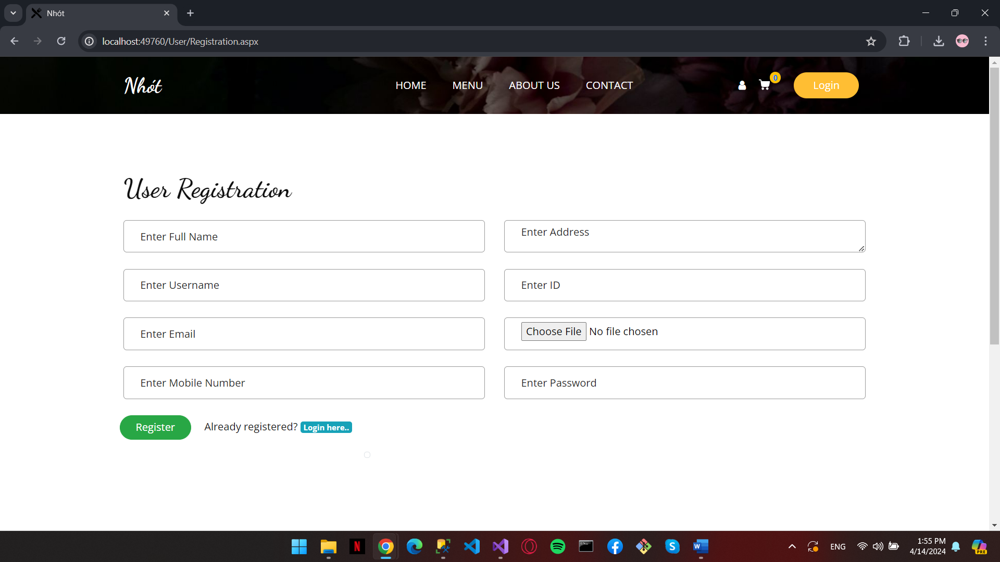 Nhót
localhost:49760/User/Registration.aspx
Nhót
HOME
MENU
ABOUT US
CONTACT
0
Login
User Registration
Enter Full Name
Enter Address
Enter Username
Enter ID
Enter Email
Choose File No file chosen
Enter Mobile Number
Enter Password
Register
Already registered? Login here..
N
S
W
ENG
1:55 PM
4/14/2024
PRE